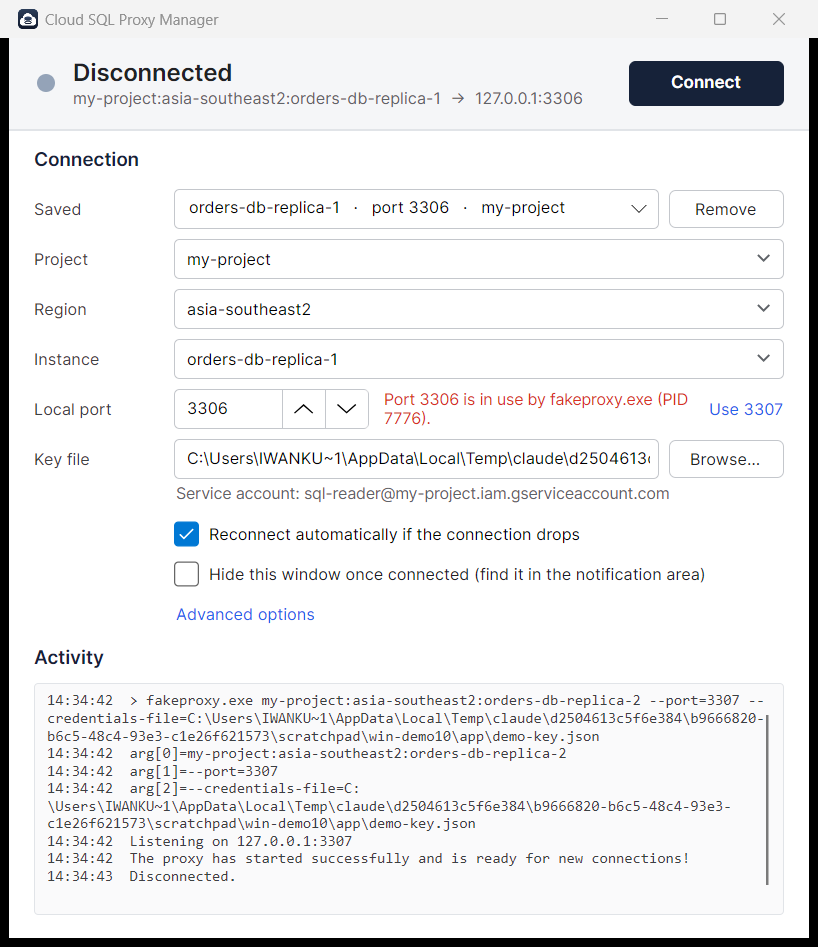 Cloud SQL Proxy Manager
Disconnected
my-project:asia-southeast2:orders-db-replica-1 → 127.0.0.1:3306
Connect
Connection
Saved
orders-db-replica-1 · port 3306 · my-project
Remove
Project
my-project
Region
asia-southeast2
Instance
orders-db-replica-1
Local port
3306
Port 3306 is in use by fakeproxy.exe (PID
7776).
Use 3307
Key file
C:\Users\IWANKU~1\AppData\Local\Temp\claude\d2504613c
Browse...
Service account: sql-reader@my-project.iam.gserviceaccount.com
Reconnect automatically if the connection drops
Hide this window once connected (find it in the notification area)
Advanced options
Activity
14:34:42 > fakeproxy.exe my-project:asia-southeast2:orders-db-replica-2 --port=3307 --
credentials-file=C:\Users\IWANKU~1\AppData\Local\Temp\claude\d2504613c5f6e384\b9666820-
b6c5-48c4-93e3-c1e26f621573\scratchpad\win-demo10\app\demo-key.json
14:34:42 arg[0]=my-project:asia-southeast2:orders-db-replica-2
14:34:42 arg[1]=--port=3307
14:34:42 arg[2]=--credentials-file=C:
\Users\IWANKU~1\AppData\Local\Temp\claude\d2504613c5f6e384\b9666820-b6c5-48c4-93e3-
c1e26f621573\scratchpad\win-demo10\app\demo-key.json
14:34:42 Listening on 127.0.0.1:3307
14:34:42 The proxy has started successfully and is ready for new connections!
14:34:43 Disconnected.